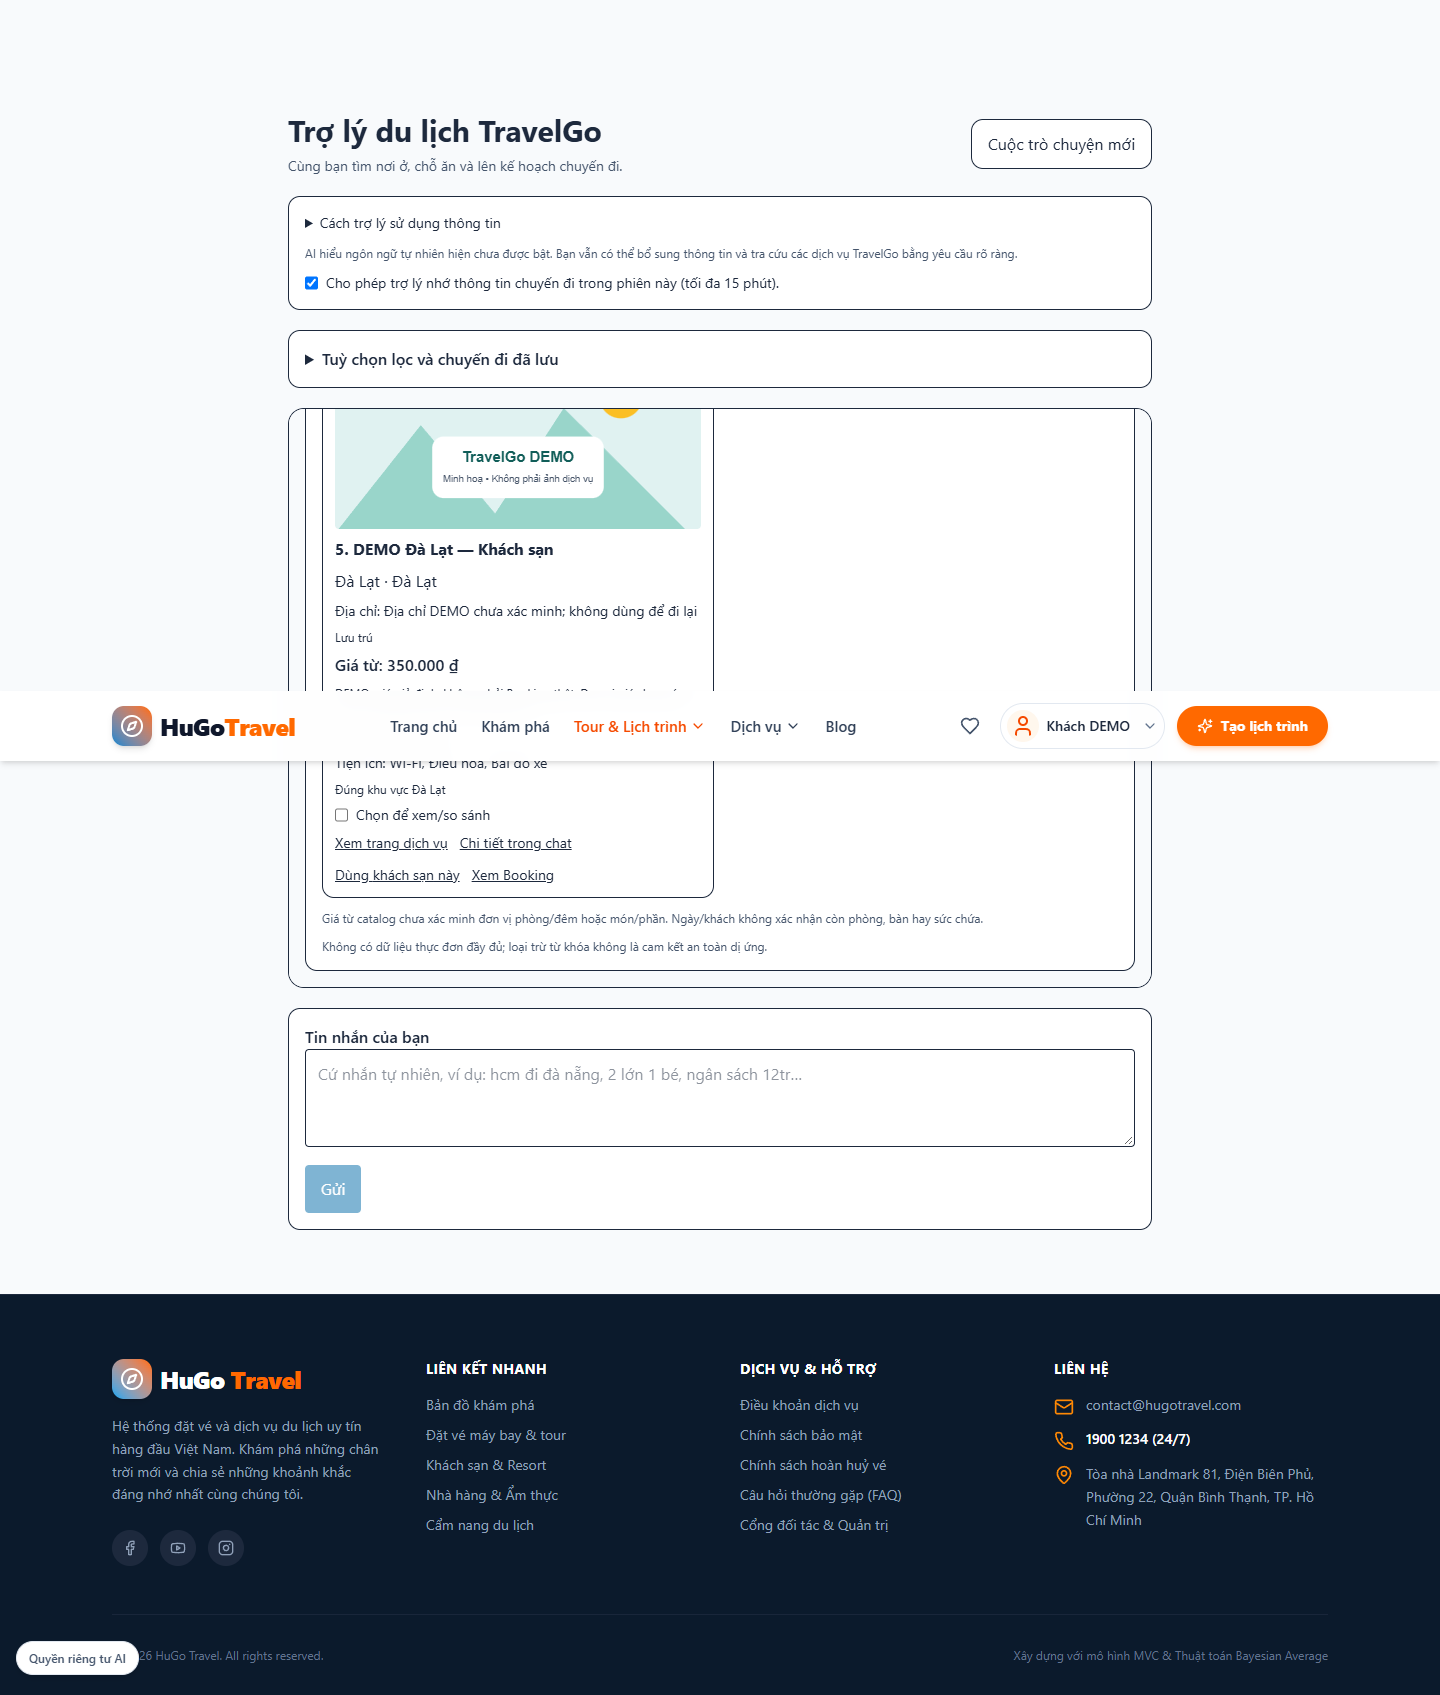 Trợ lý du lịch TravelGo
Cùng bạn tìm nơi ở, chỗ ăn và lên kế hoạch chuyến đi.
Cuộc trò chuyện mới
Cách trợ lý sử dụng thông tin
AI hiểu ngôn ngữ tự nhiên hiện chưa được bật. Bạn vẫn có thể bổ sung thông tin và tra cứu các dịch vụ TravelGo bằng yêu cầu rõ ràng.
Cho phép trợ lý nhớ thông tin chuyến đi trong phiên này (tối đa 15 phút).
Tuỳ chọn lọc và chuyến đi đã lưu
TravelGo DEMO
Minh hoạ • Không phải ảnh dịch vụ
5. DEMO Đà Lạt — Khách sạn
Đà Lạt · Đà Lạt
Địa chỉ: Địa chỉ DEMO chưa xác minh; không dùng để đi lại
Lưu trú
Giá từ: 350.000 ₫
HuGoTravel
Trang chủ
Khám phá
Tour & Lịch trình
Dịch vụ
Blog
Khách DEMO
Tạo lịch trình
Tiện ích: Wi-Fi, Điều hòa, Bãi đỗ xe
Đúng khu vực Đà Lạt
Chọn để xem/so sánh
Xem trang dịch vụ Chi tiết trong chat
Dùng khách sạn này Xem Booking
Giá từ catalog chưa xác minh đơn vị phòng/đêm hoặc món/phần. Ngày/khách không xác nhận còn phòng, bàn hay sức chứa.
Không có dữ liệu thực đơn đầy đủ; loại trừ từ khóa không là cam kết an toàn dị ứng.
Tin nhắn của bạn
Cứ nhắn tự nhiên, ví dụ: hcm đi đà nẵng, 2 lớn 1 bé, ngân sách 12tr...
Gửi
HuGo Travel
Hệ thống đặt vé và dịch vụ du lịch uy tín
hàng đầu Việt Nam. Khám phá những chân
trời mới và chia sẻ những khoảnh khắc
đáng nhớ nhất cùng chúng tôi.
LIÊN KẾT NHANH
Bản đồ khám phá
Đặt vé máy bay & tour
Khách sạn & Resort
Nhà hàng & Ẩm thực
Cẩm nang du lịch
DỊCH VỤ & HỖ TRỢ
Điều khoản dịch vụ
Chính sách bảo mật
Chính sách hoàn huỷ vé
Câu hỏi thường gặp (FAQ)
Cổng đối tác & Quản trị
LIÊN HỆ
contact@hugotravel.com
1900 1234 (24/7)
Tòa nhà Landmark 81, Điện Biên Phủ,
Phường 22, Quận Bình Thạnh, TP. Hồ
Chí Minh
Quyền riêng tư AI
26 HuGo Travel. All rights reserved.
Xây dựng với mô hình MVC & Thuật toán Bayesian Average